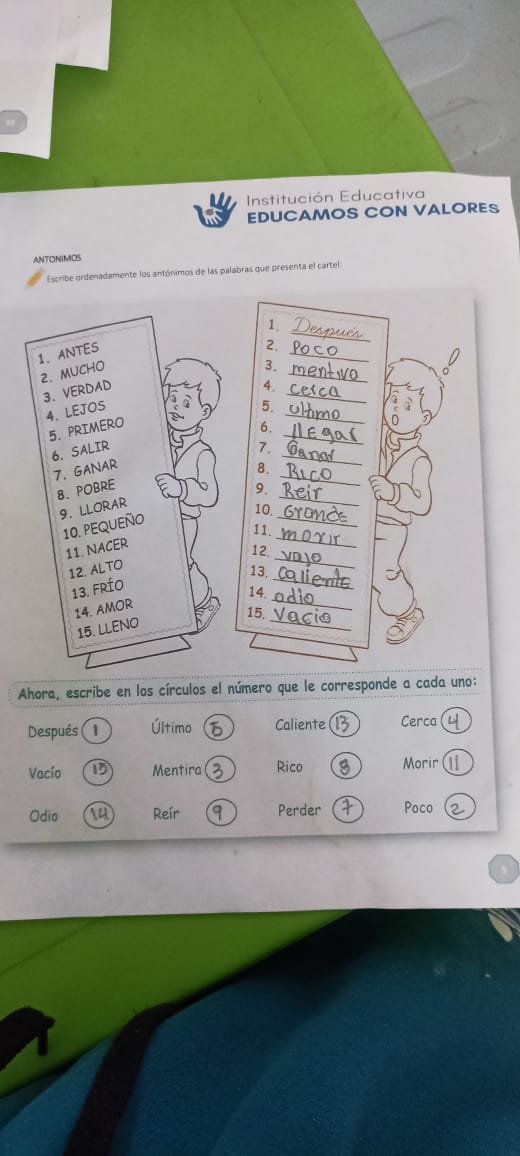 Institución Educativa
EDUCAMOS CON VALORES
ANTONIMOS
Escribe ordenadamente los antónimos de las palabras que presenta el cartel:
1. ANTES
2. MUCHO
3. VERDAD
4. LEJOS
5. PRIMERO
6. SALIR
7. GANAR
8. POBRE
9. LLORAR
10. PEQUEÑO
11. NACER
12. ALTO
13. FRÍO
14. AMOR
15. LLENO
1. Después
2. Poco
3. mentiva
4. cerca
5. Ultimo
6. llegar
7. Ganar
8. Rico
9. Reir
10. Grande
11. morir
12. vajo
13. Caliente
14. odio
15. Vacio
Ahora, escribe en los círculos el número que le corresponde a cada uno:
Después 1 Último 5 Caliente 13 Cerca 4
Vacío 15 Mentira 3 Rico 8 Morir 11
Odio 14 Reír 9 Perder 7 Poco 2